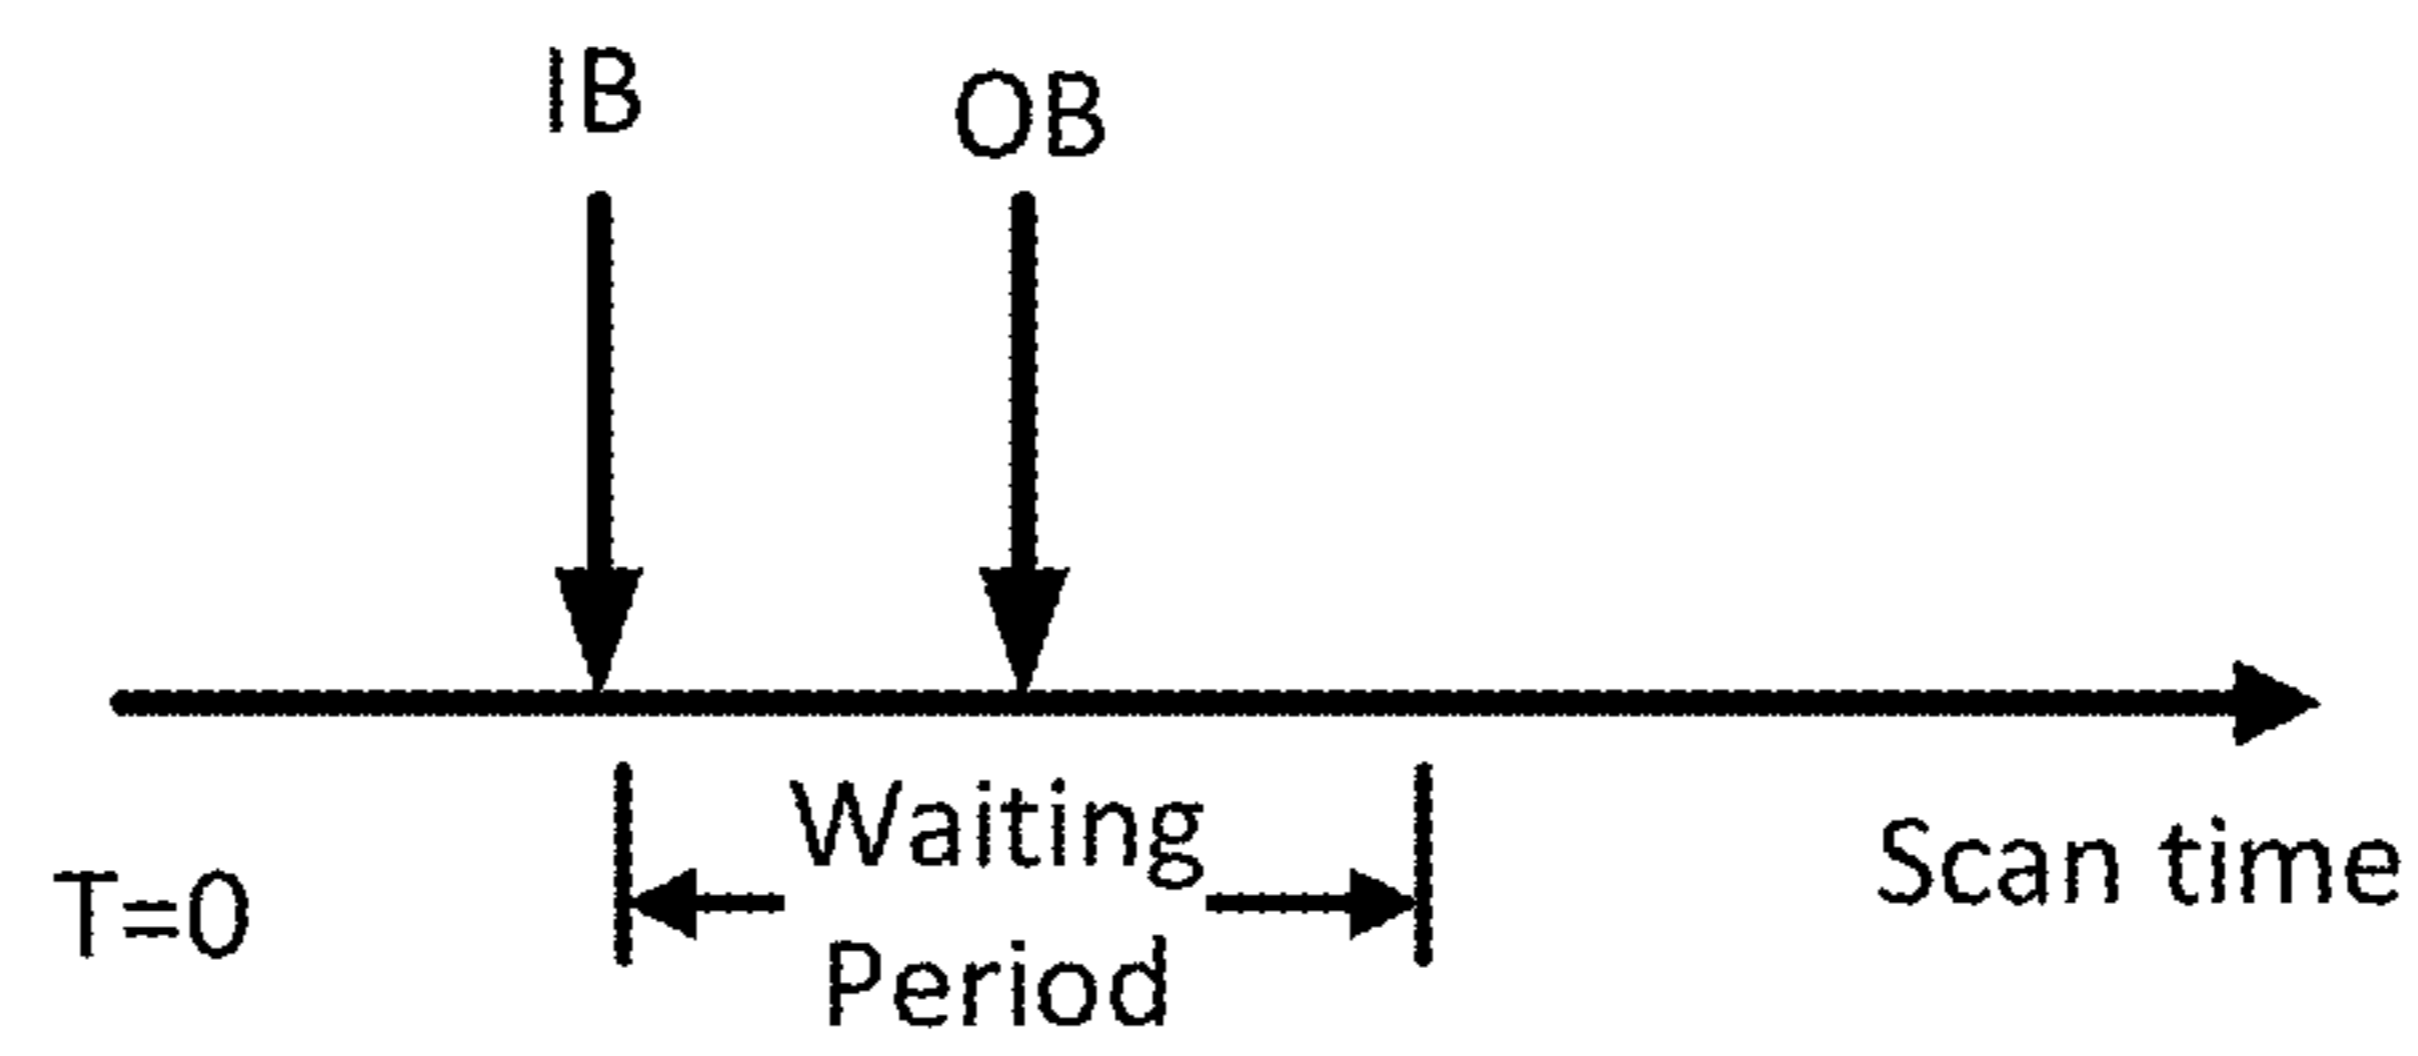 IB
OB
Waiting
Period
T=0
Scan time